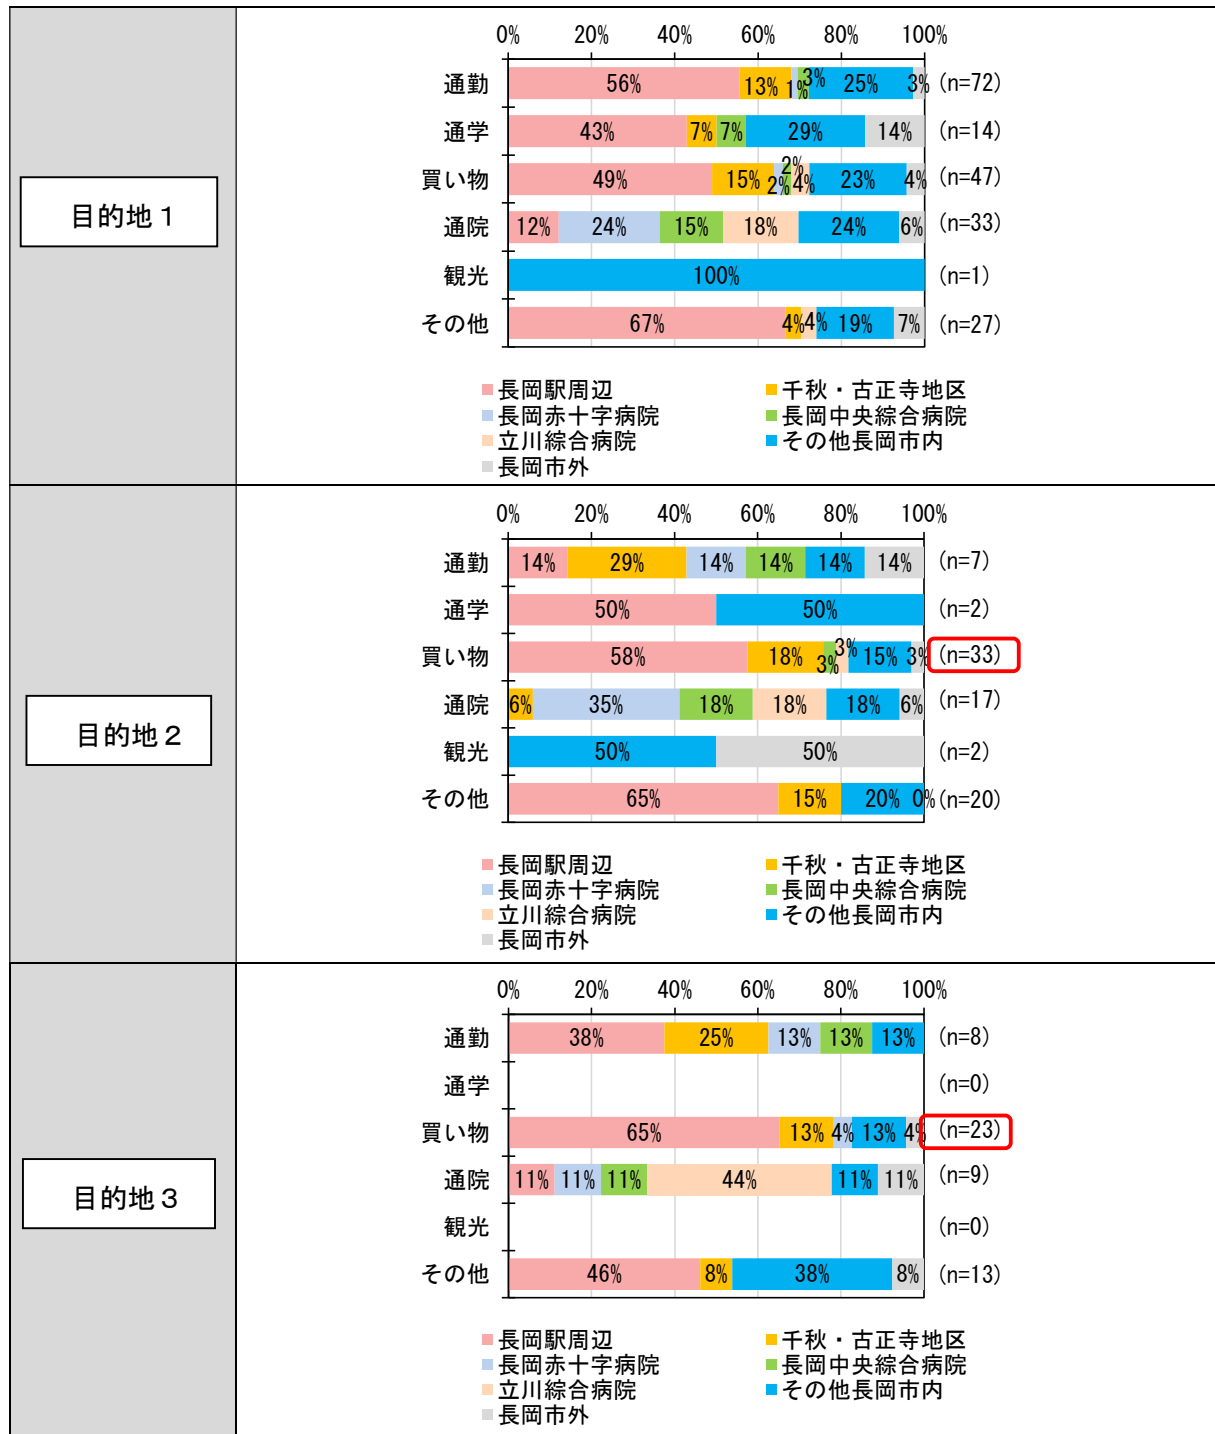 目的地１
0% 20% 40% 60% 80% 100%
通勤 56% 13% 1% 3% 25% 3% (n=72)
通学 43% 7% 7% 29% 14% (n=14)
買い物 49% 15% 2% 2% 4% 23% 4% (n=47)
通院 12% 24% 15% 18% 24% 6% (n=33)
観光 100% (n=1)
その他 67% 4% 4% 19% 7% (n=27)
長岡駅周辺 千秋・古正寺地区
長岡赤十字病院 長岡中央綜合病院
立川綜合病院 その他長岡市内
長岡市外
目的地２
0% 20% 40% 60% 80% 100%
通勤 14% 29% 14% 14% 14% 14% (n=7)
通学 50% 50% (n=2)
買い物 58% 18% 3% 3% 15% 3% (n=33)
通院 6% 35% 18% 18% 18% 6% (n=17)
観光 50% 50% (n=2)
その他 65% 15% 20% 0% (n=20)
長岡駅周辺 千秋・古正寺地区
長岡赤十字病院 長岡中央綜合病院
立川綜合病院 その他長岡市内
長岡市外
目的地３
0% 20% 40% 60% 80% 100%
通勤 38% 25% 13% 13% 13% (n=8)
通学 (n=0)
買い物 65% 13% 4% 13% 4% (n=23)
通院 11% 11% 11% 44% 11% 11% (n=9)
観光 (n=0)
その他 46% 8% 38% 8% (n=13)
長岡駅周辺 千秋・古正寺地区
長岡赤十字病院 長岡中央綜合病院
立川綜合病院 その他長岡市内
長岡市外